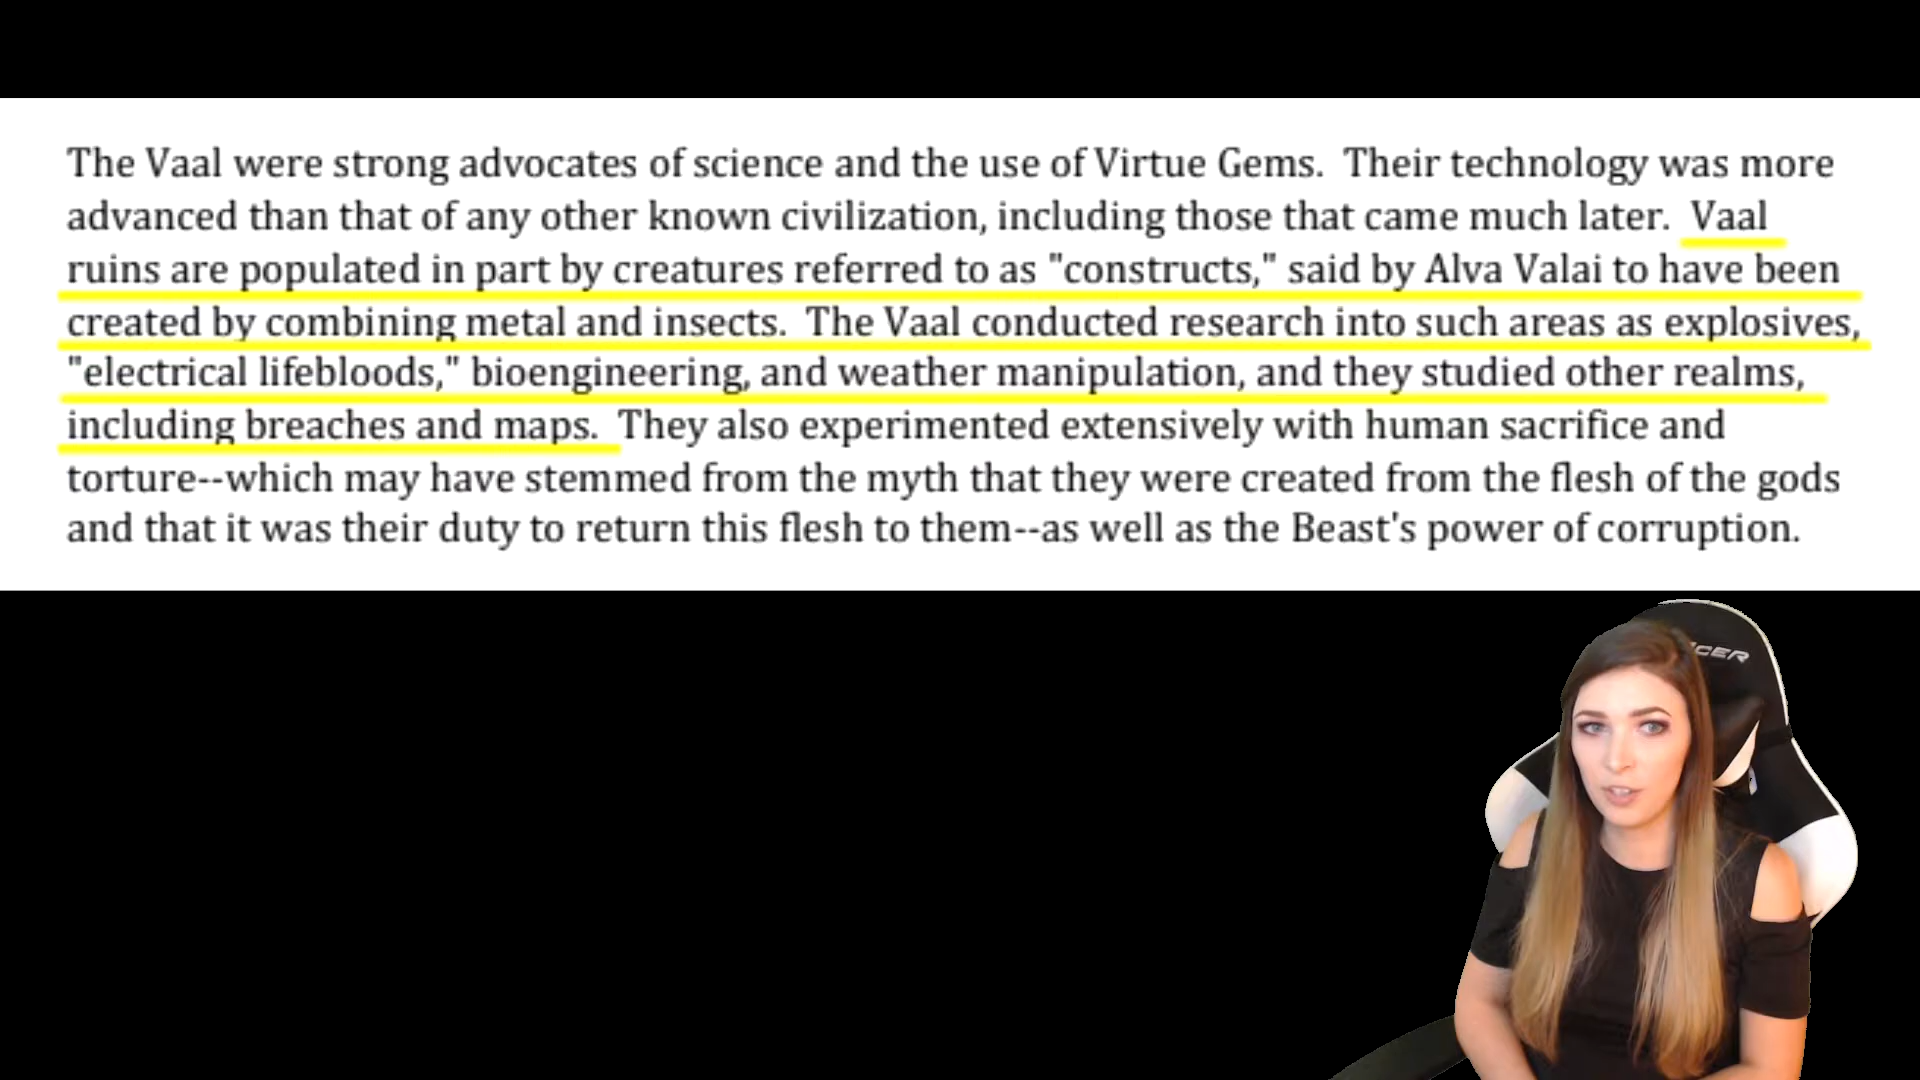 The Vaal were strong advocates of science and the use of Virtue Gems.  Their technology was more
advanced than that of any other known civilization, including those that came much later.  Vaal
ruins are populated in part by creatures referred to as "constructs," said by Alva Valai to have been
created by combining metal and insects.  The Vaal conducted research into such areas as explosives,
"electrical lifebloods," bioengineering, and weather manipulation, and they studied other realms,
including breaches and maps.  They also experimented extensively with human sacrifice and
torture--which may have stemmed from the myth that they were created from the flesh of the gods
and that it was their duty to return this flesh to them--as well as the Beast's power of corruption.